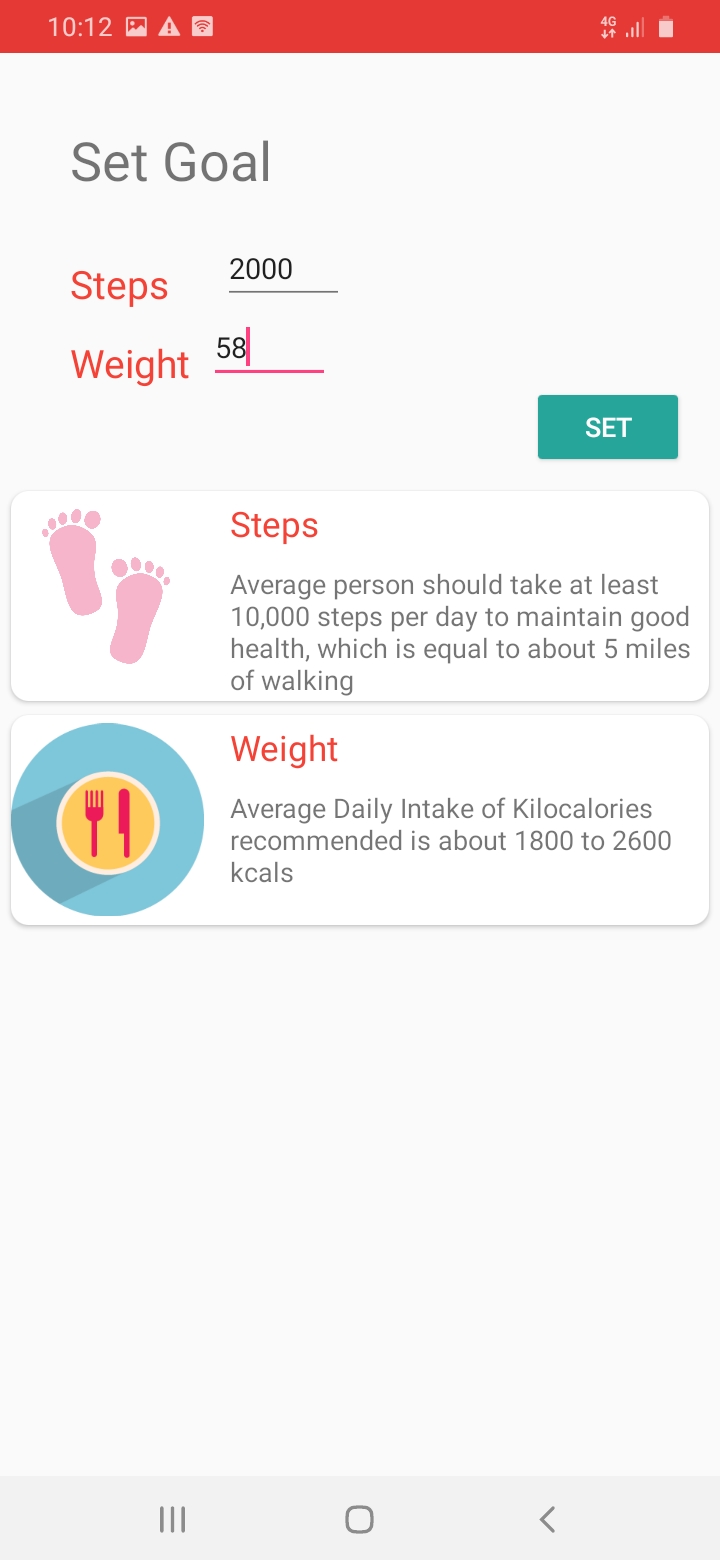 10:12
4G
Set Goal
Steps 2000
Weight 58
SET
Steps
Average person should take at least
10,000 steps per day to maintain good
health, which is equal to about 5 miles
of walking
Weight
Average Daily Intake of Kilocalories
recommended is about 1800 to 2600
kcals